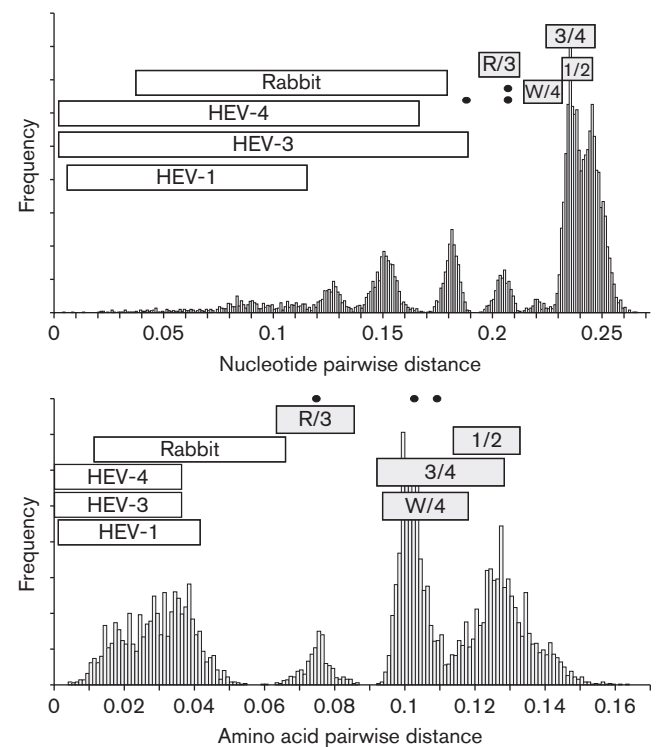 3/4
R/3
1/2
Rabbit
W/4
HEV-4
HEV-3
HEV-1
Frequency
0 0.05 0.1 0.15 0.2 0.25
Nucleotide pairwise distance
R/3
1/2
Rabbit
3/4
HEV-4
HEV-3
W/4
HEV-1
Frequency
0 0.02 0.04 0.06 0.08 0.1 0.12 0.14 0.16
Amino acid pairwise distance